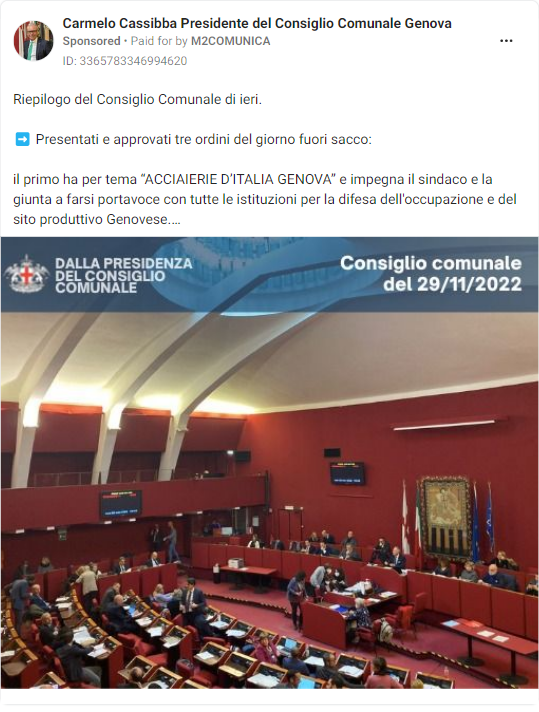 Carmelo Cassibba Presidente del Consiglio Comunale Genova
Sponsored • Paid for by M2COMUNICA
ID: 3365783346994620
Riepilogo del Consiglio Comunale di ieri.
➡️ Presentati e approvati tre ordini del giorno fuori sacco:
il primo ha per tema “ACCIAIERIE D’ITALIA GENOVA” e impegna il sindaco e la
giunta a farsi portavoce con tutte le istituzioni per la difesa dell'occupazione e del
sito produttivo Genovese....
DALLA PRESIDENZA
DEL CONSIGLIO
COMUNALE
Consiglio comunale
del 29/11/2022